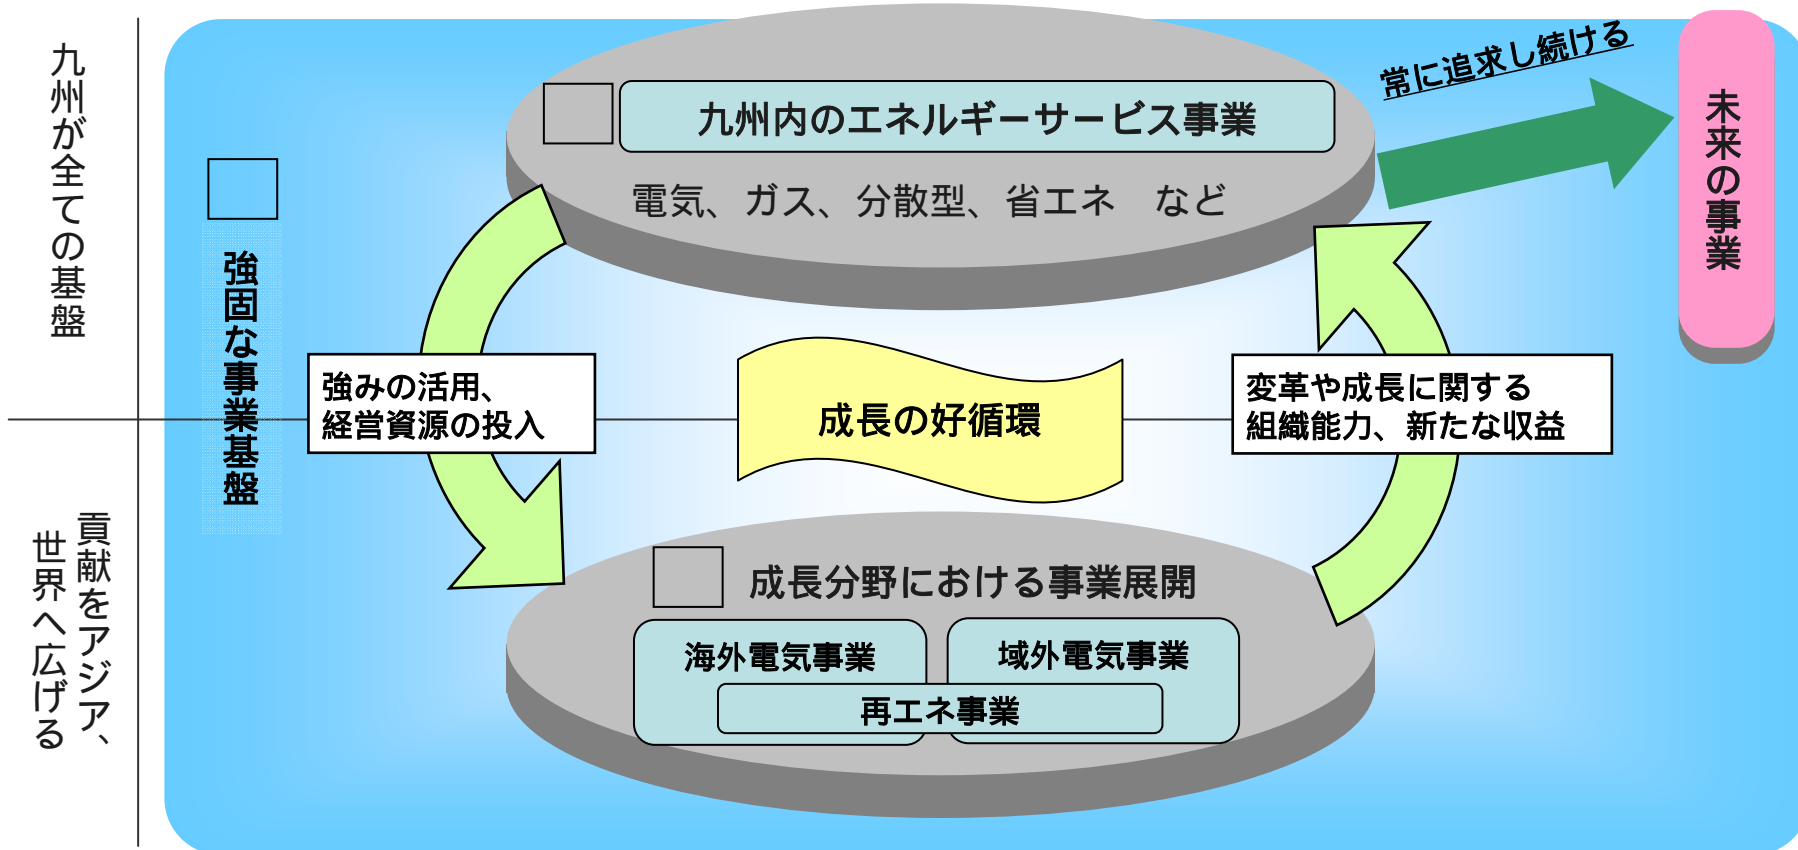 九州が全ての基盤
貢献をアジア、
世界へ広げる
強固な事業基盤
九州内のエネルギーサービス事業
電気、ガス、分散型、省エネ　など
常に追求し続ける
未来の事業
強みの活用、
経営資源の投入
成長の好循環
変革や成長に関する
組織能力、新たな収益
成長分野における事業展開
海外電気事業
域外電気事業
再エネ事業